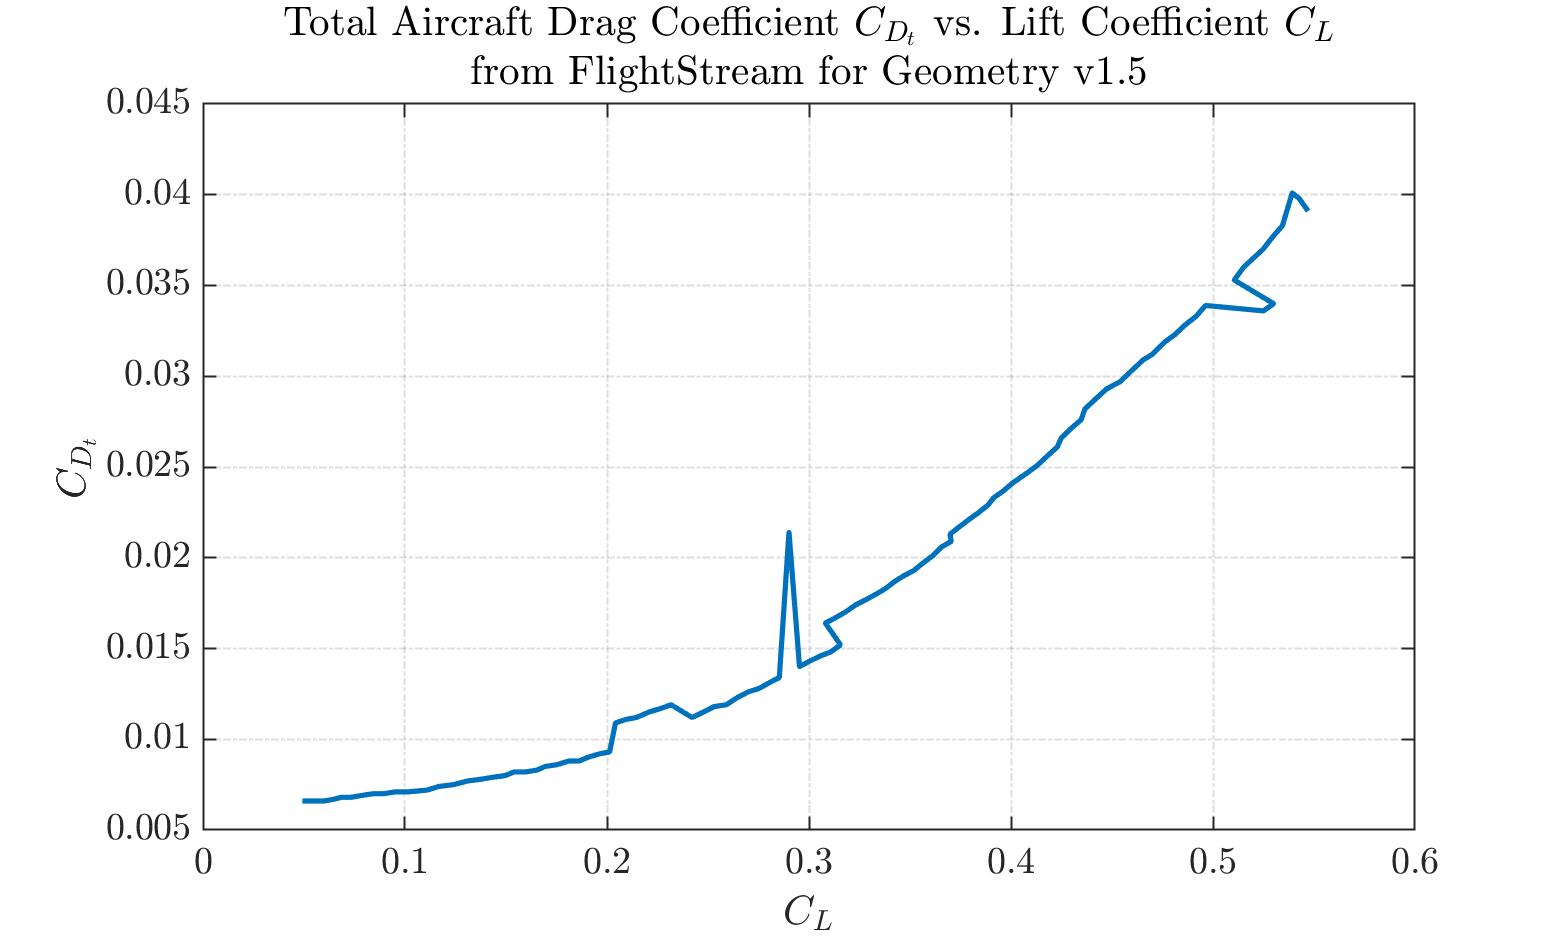 Total Aircraft Drag Coefficient C_{D_t} vs. Lift Coefficient C_L
from FlightStream for Geometry v1.5
0.045
0.04
0.035
0.03
C_{D_t}
0.025
0.02
0.015
0.01
0.005
0 0.1 0.2 0.3 0.4 0.5 0.6
C_L